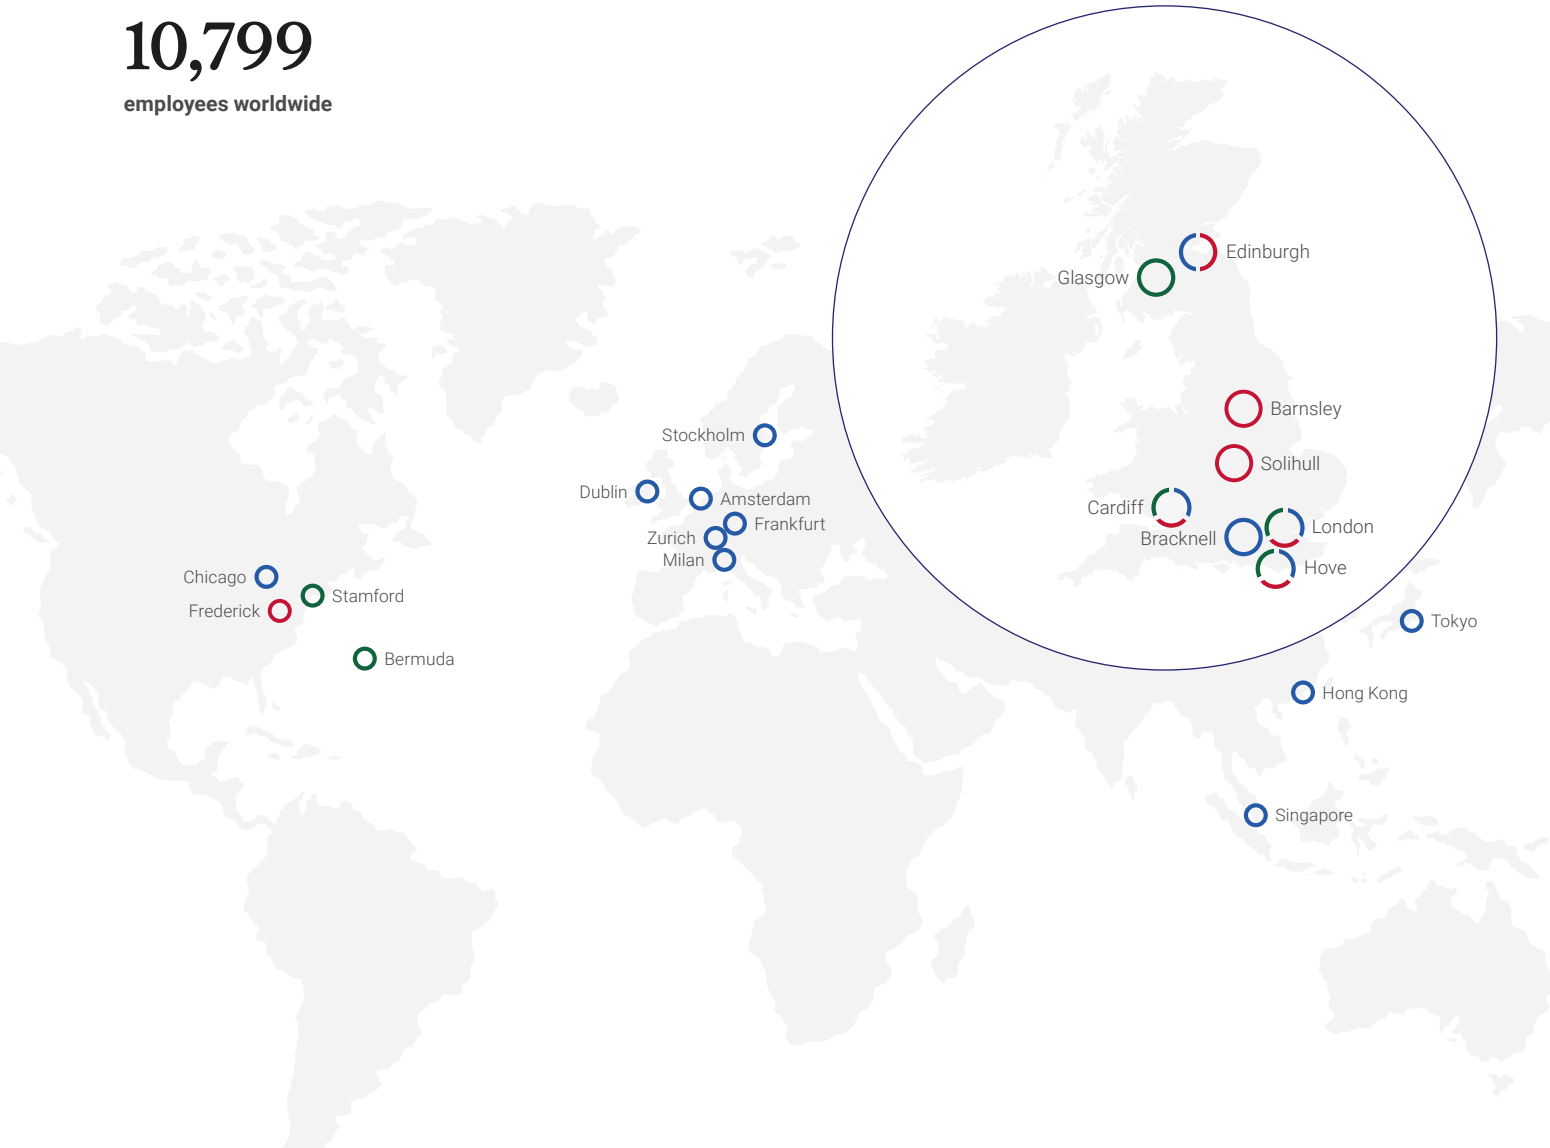 10,799
employees worldwide
Edinburgh
Glasgow
Barnsley
Solihull
Cardiff
London
Bracknell
Hove
Stockholm
Dublin
Amsterdam
Frankfurt
Zurich
Milan
Chicago
Stamford
Frederick
Bermuda
Tokyo
Hong Kong
Singapore